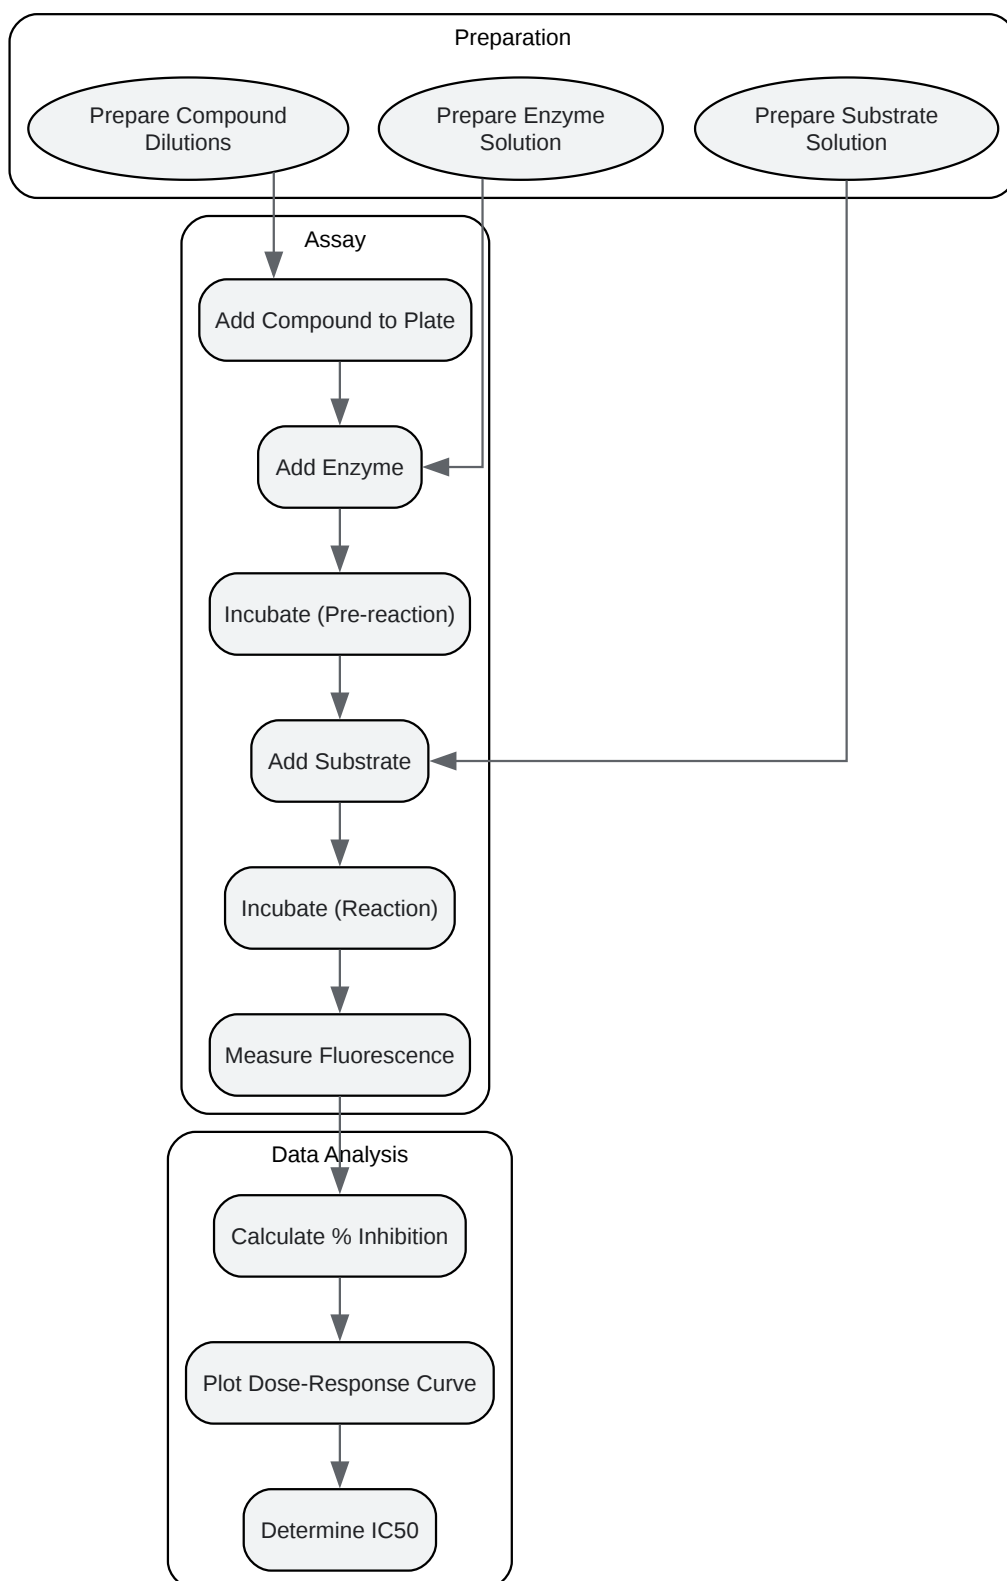 Preparation
Prepare Compound
Dilutions
Prepare Enzyme
Solution
Prepare Substrate
Solution
Assay
Add Compound to Plate
Add Enzyme
Incubate (Pre-reaction)
Add Substrate
Incubate (Reaction)
Measure Fluorescence
Data Analysis
Calculate % Inhibition
Plot Dose-Response Curve
Determine IC50